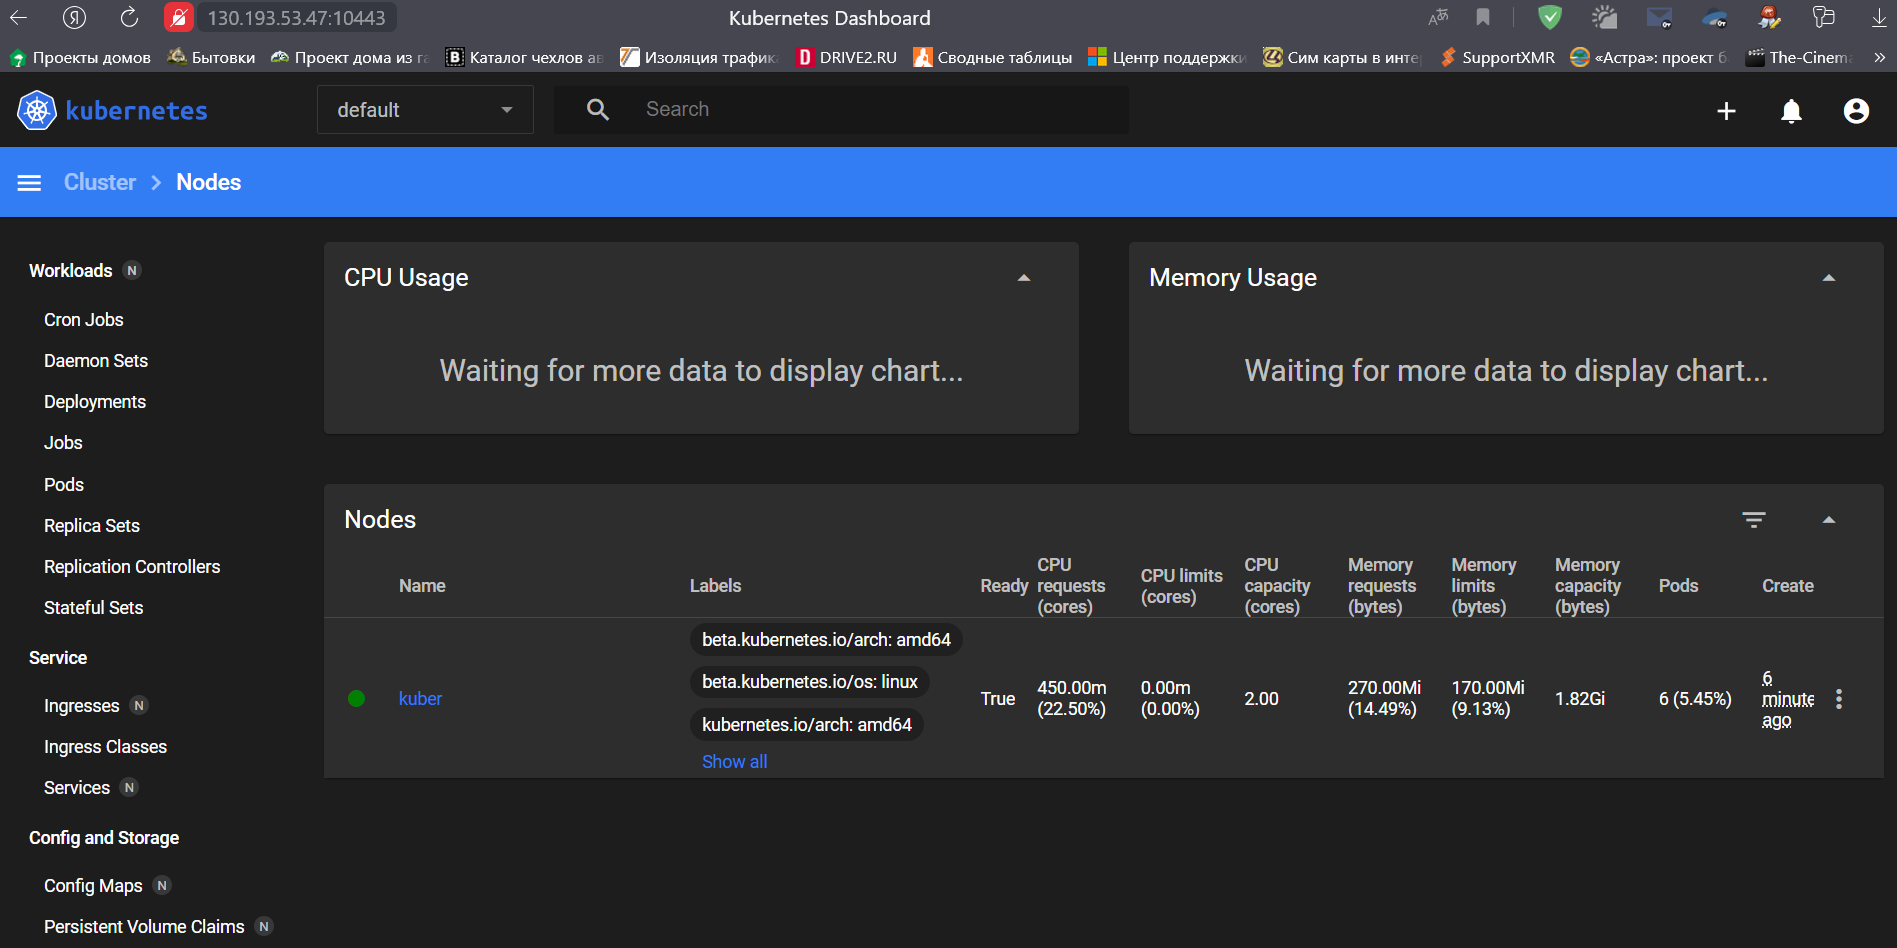 130.193.53.47:10443
Kubernetes Dashboard
Проекты домов
Бытовки
Проект дома из га
Каталог чехлов ав
Изоляция трафика
DRIVE2.RU
Сводные таблицы
Центр поддержки
Сим карты в инте
SupportXMR
«Астра»: проект б
The-Cinema
kubernetes
default
Search
Cluster
Nodes
Workloads N
Cron Jobs
Daemon Sets
Deployments
Jobs
Pods
Replica Sets
Replication Controllers
Stateful Sets
Service
Ingresses N
Ingress Classes
Services N
Config and Storage
Config Maps N
Persistent Volume Claims N
CPU Usage
Waiting for more data to display chart...
Memory Usage
Waiting for more data to display chart...
Nodes
Name
Labels
Ready
CPU
requests
(cores)
CPU limits
(cores)
CPU
capacity
(cores)
Memory
requests
(bytes)
Memory
limits
(bytes)
Memory
capacity
(bytes)
Pods
Create
kuber
beta.kubernetes.io/arch: amd64
beta.kubernetes.io/os: linux
kubernetes.io/arch: amd64
Show all
True
450.00m
(22.50%)
0.00m
(0.00%)
2.00
270.00Mi
(14.49%)
170.00Mi
(9.13%)
1.82Gi
6 (5.45%)
6
minute
ago